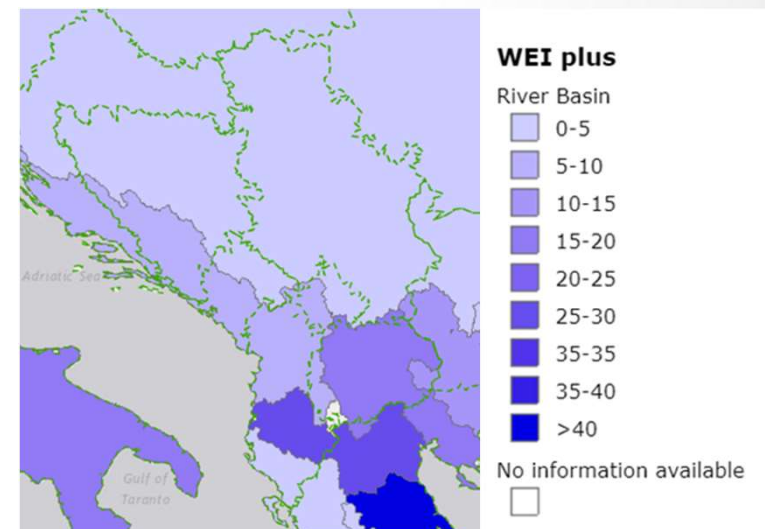 WEI plus
River Basin
0-5
5-10
10-15
15-20
20-25
25-30
35-35
35-40
>40
No information available
Adriatic Sea
Gulf of
Taranto